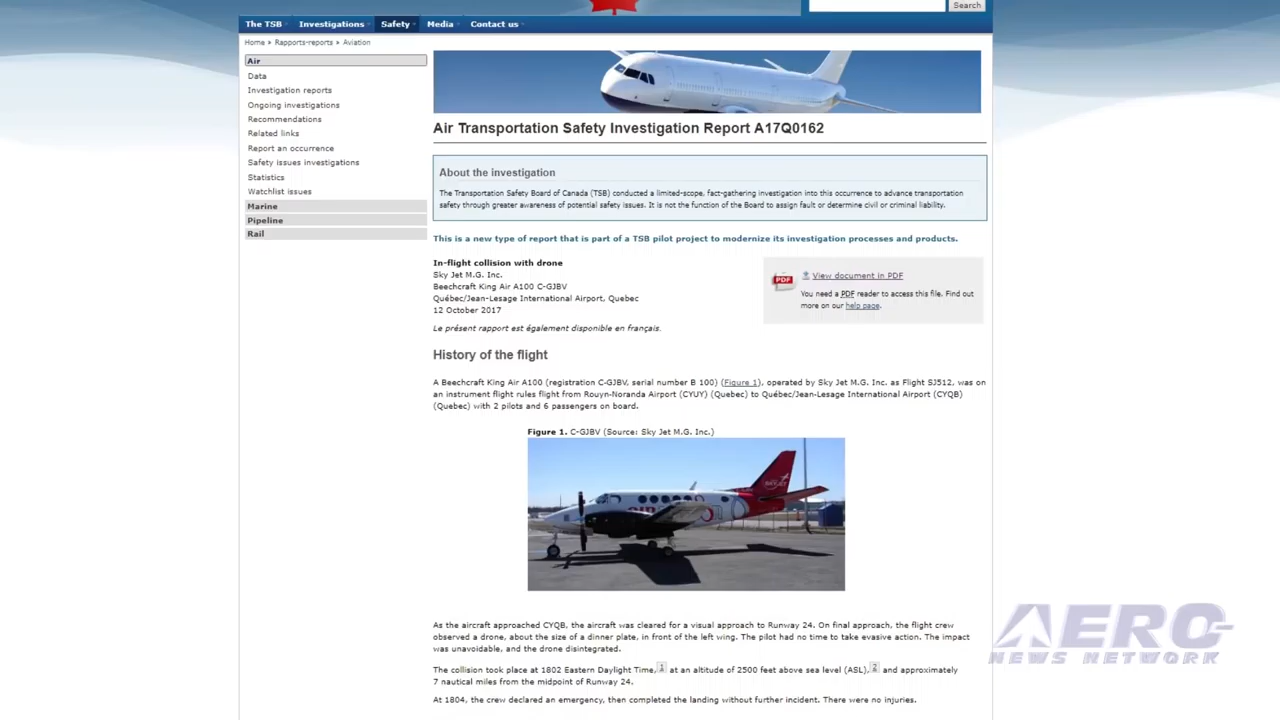 Search
The TSB Investigations Safety Media Contact us
Home Rapports-reports Aviation
Air
Data
Investigation reports
Ongoing investigations
Recommendations
Related links
Report an occurrence
Safety issues investigations
Statistics
Watchlist issues
Marine
Pipeline
Rail
Air Transportation Safety Investigation Report A17Q0162
About the investigation
The Transportation Safety Board of Canada (TSB) conducted a limited-scope, fact-gathering investigation into this occurrence to advance transportation
safety through greater awareness of potential safety issues. It is not the function of the Board to assign fault or determine civil or criminal liability.
This is a new type of report that is part of a TSB pilot project to modernize its investigation processes and products.
In-flight collision with drone
Sky Jet M.G. Inc.
Beechcraft King Air A100 C-GJBV
Québec/Jean-Lesage International Airport, Quebec
12 October 2017
Le présent rapport est également disponible en français.
PDF
View document in PDF
You need a PDF reader to access this file. Find out
more on our help page.
History of the flight
A Beechcraft King Air A100 (registration C-GJBV, serial number B 100) (Figure 1), operated by Sky Jet M.G. Inc. as Flight SJ512, was on
an instrument flight rules flight from Rouyn-Noranda Airport (CYUY) (Quebec) to Québec/Jean-Lesage International Airport (CYQB)
(Quebec) with 2 pilots and 6 passengers on board.
Figure 1. C-GJBV (Source: Sky Jet M.G. Inc.)
As the aircraft approached CYQB, the aircraft was cleared for a visual approach to Runway 24. On final approach, the flight crew
observed a drone, about the size of a dinner plate, in front of the left wing. The pilot had no time to take evasive action. The impact
was unavoidable, and the drone disintegrated.
The collision took place at 1802 Eastern Daylight Time,1 at an altitude of 2500 feet above sea level (ASL),2 and approximately
7 nautical miles from the midpoint of Runway 24.
At 1804, the crew declared an emergency, then completed the landing without further incident. There were no injuries.
AERO
NEWS NETWORK